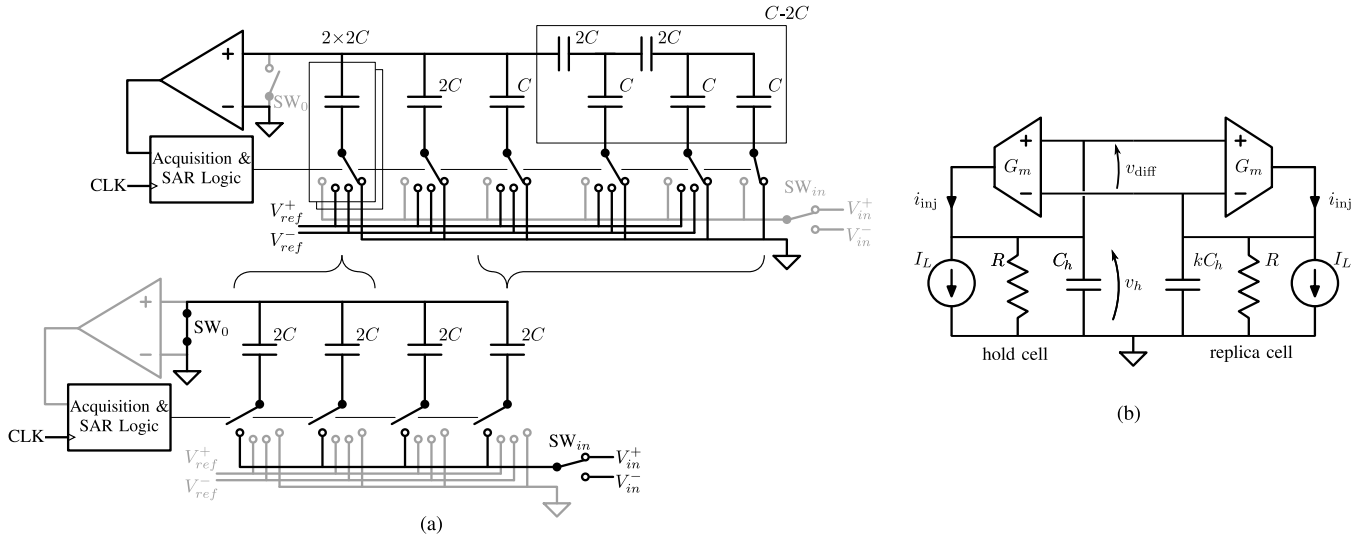 C-2C
2×2C
2C
2C
+
−
SW0
2C
C
C
C
C
Acquisition &
SAR Logic
CLK
SWin
V+ref
V−ref
V+in
V−in
+
−
SW0
2C
2C
2C
2C
Acquisition &
SAR Logic
CLK
SWin
V+ref
V−ref
V+in
V−in
(a)
+
−
Gm
vdiff
+
−
Gm
iinj
iinj
IL
R
Ch
vh
kCh
R
IL
hold cell
replica cell
(b)